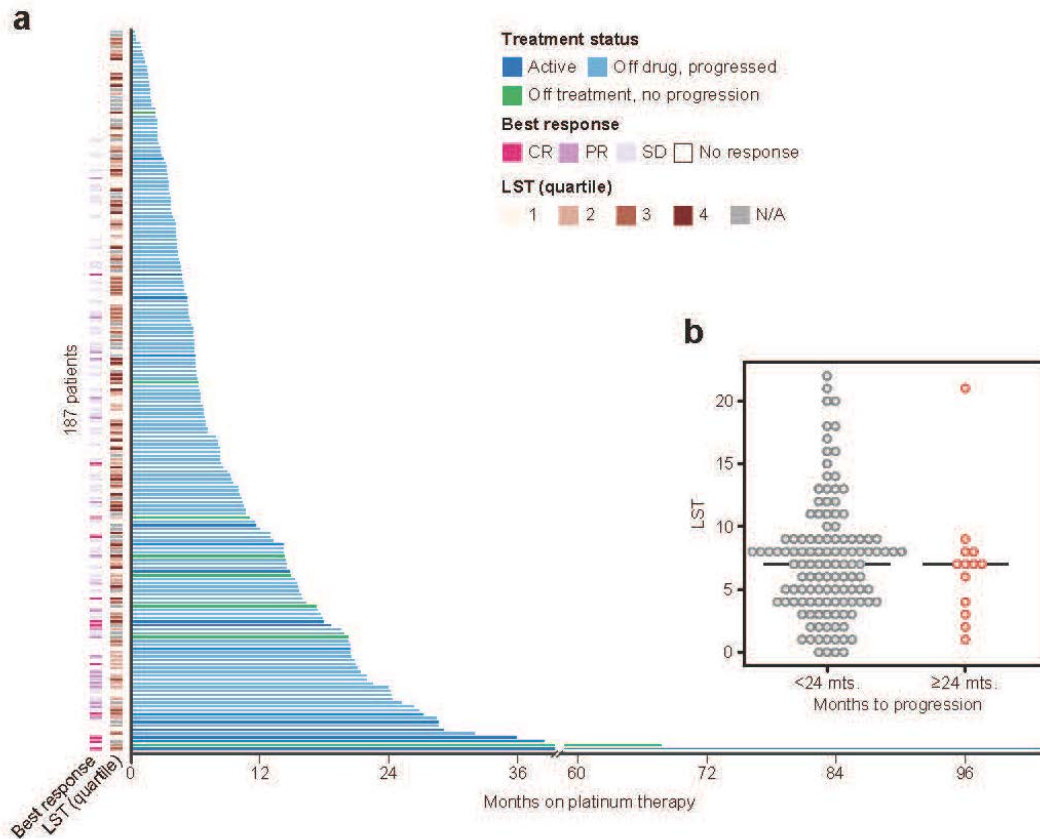 a
Treatment status
Active Off drug, progressed
Off treatment, no progression
Best response
CR PR SD No response
LST (quartile)
1 2 3 4 N/A
187 patients
b
LST
20
15
10
5
0
<24 mts. ≥24 mts.
Months to progression
0 12 24 36 60 72 84 96
Months on platinum therapy
Best response
LST (quartile)